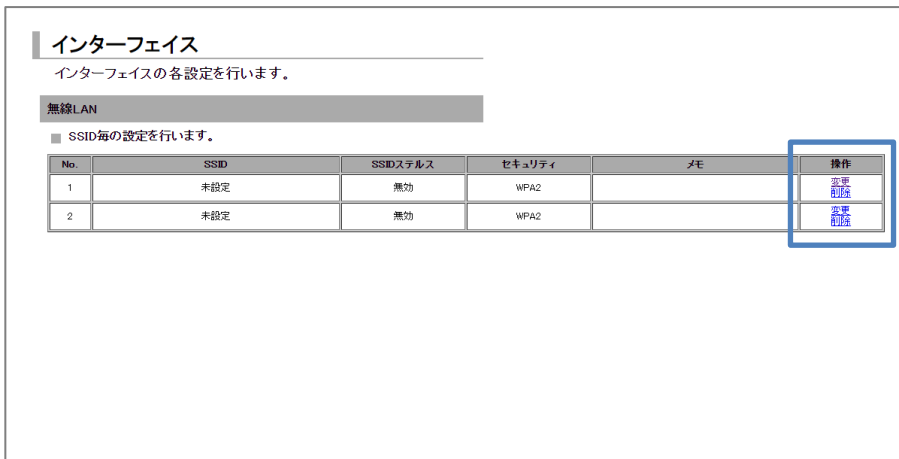 インターフェイス
インターフェイスの各設定を行います。
無線LAN
SSID毎の設定を行います。
No. SSID SSIDステルス セキュリティ メモ 操作
1 未設定 無効 WPA2 変更
削除
2 未設定 無効 WPA2 変更
削除